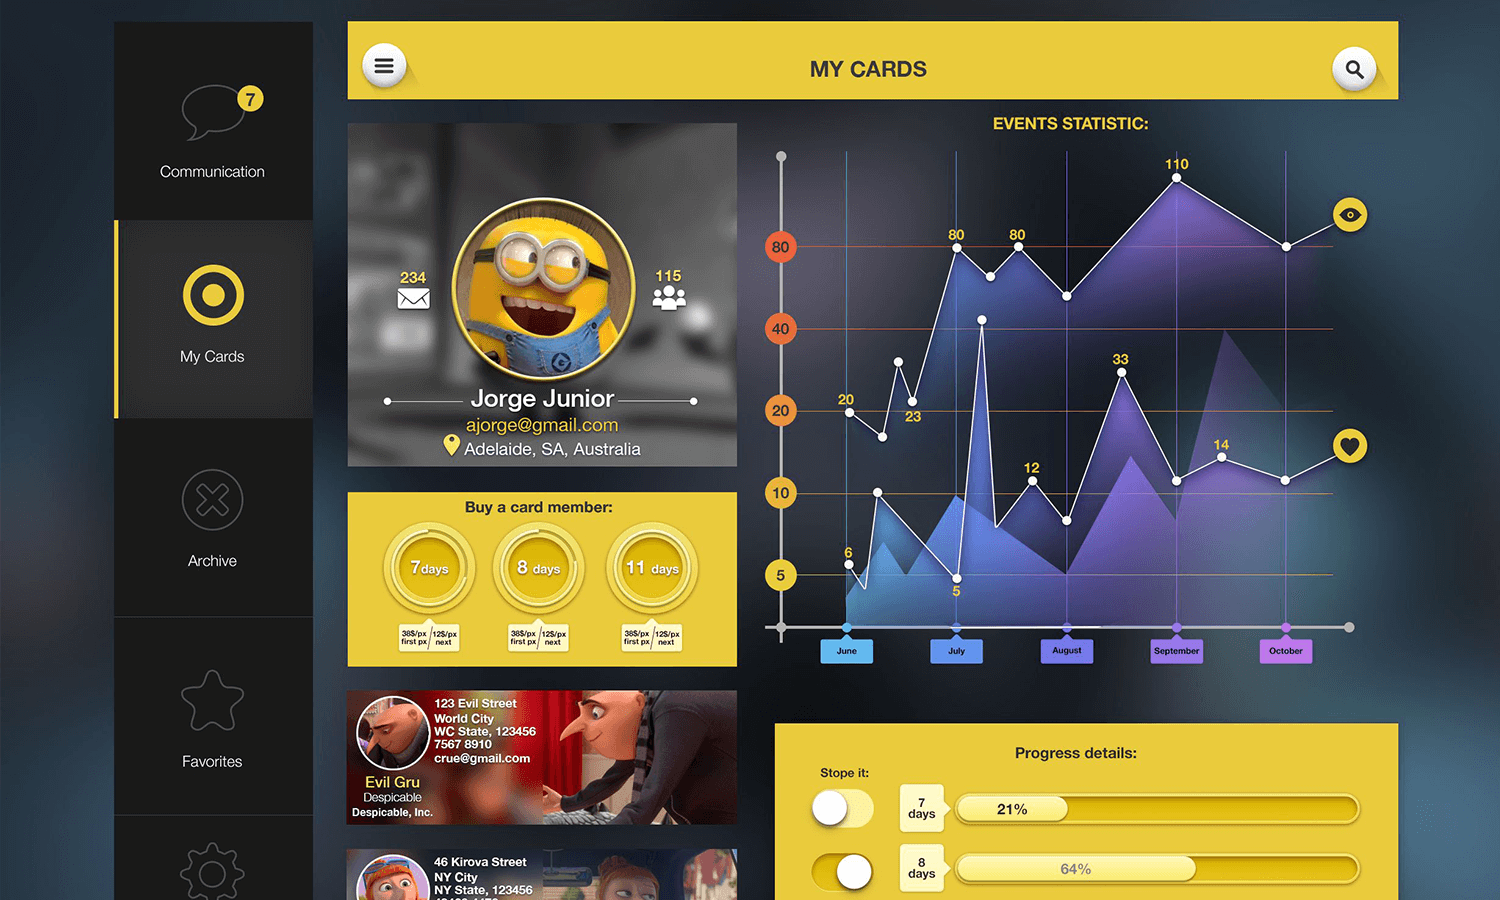 7
Communication
My Cards
Archive
Favorites
MY CARDS
234
115
Jorge Junior
ajorge@gmail.com
Adelaide, SA, Australia
Buy a card member:
7days
8 days
11 days
38$/px / 12$/px
first px / next
38$/px / 12$/px
first px / next
38$/px / 12$/px
first px / next
123 Evil Street
World City
WC State, 123456
7567 8910
crue@gmail.com
Evil Gru
Despicable
Despicable, Inc.
46 Kirova Street
NY City
NY State, 123456
EVENTS STATISTIC:
110
80
80
80
40
20
20
23
33
14
12
10
6
5
5
June
July
August
September
October
Progress details:
Stope it:
7
days
21%
8
days
64%